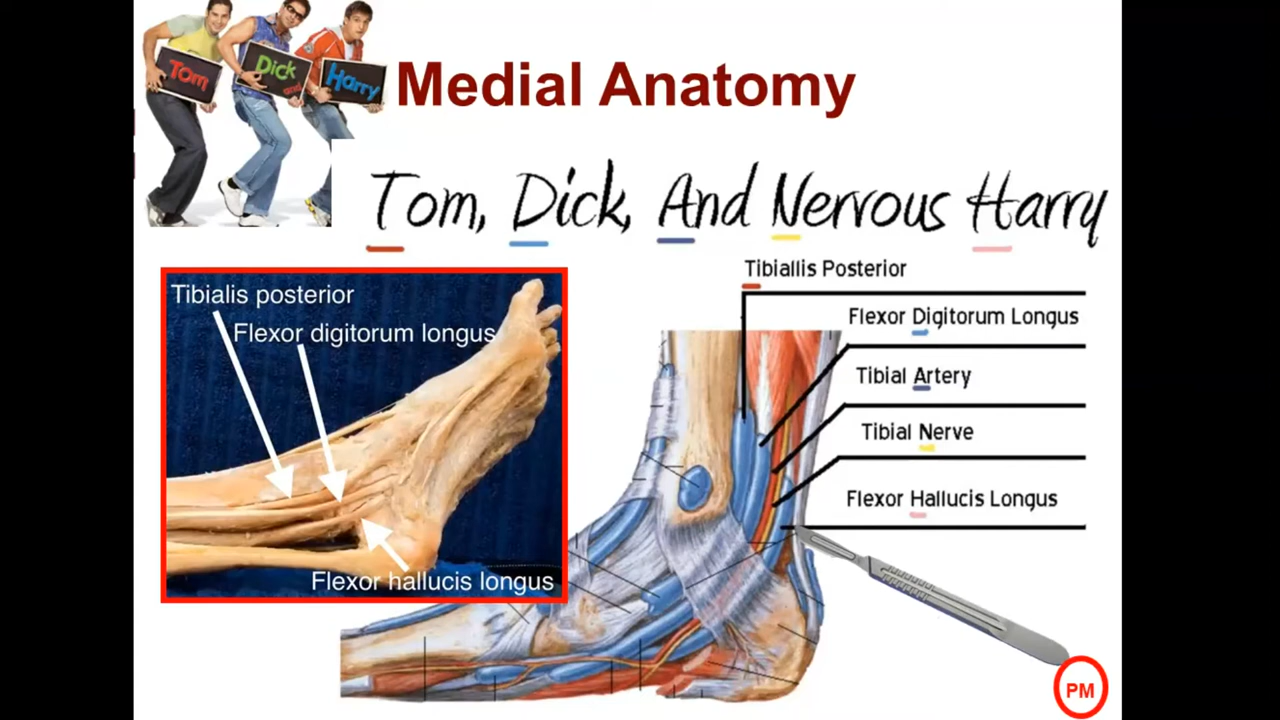 Tom
Dick
and
Harry
Medial Anatomy
Tom, Dick, And Nervous Harry
Tibiallis Posterior
Flexor Digitorum Longus
Tibial Artery
Tibial Nerve
Flexor Hallucis Longus
Tibialis posterior
Flexor digitorum longus
Flexor hallucis longus
PM